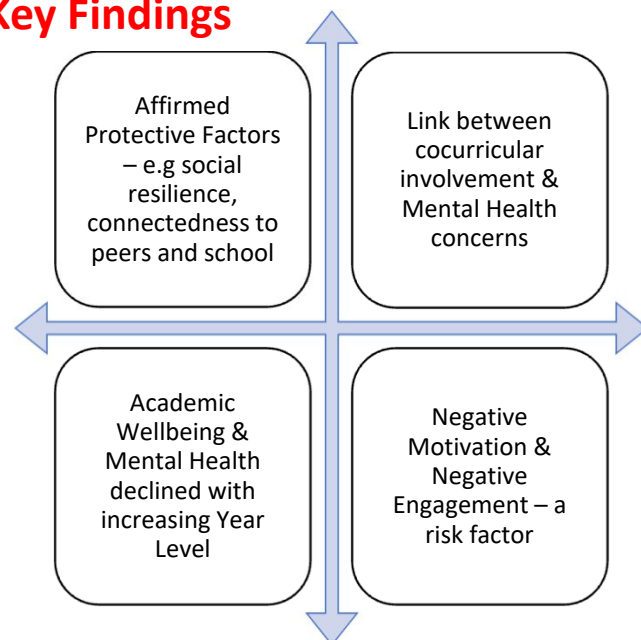 Key Findings
Affirmed
Protective Factors
– e.g social
resilience,
connectedness to
peers and school
Link between
cocurricular
involvement &
Mental Health
concerns
Academic
Wellbeing &
Mental Health
declined with
increasing Year
Level
Negative
Motivation &
Negative
Engagement – a
risk factor